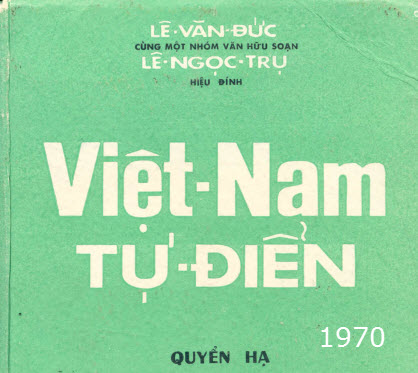 LÊ·VĂN·ĐỨC
CÙNG MỘT NHÓM VĂN HỮU SOẠN
LÊ·NGỌC·TRỤ
HIỆU ĐÍNH
Việt-Nam
TỰ-ĐIỂN
1970
QUYỂN HẠ